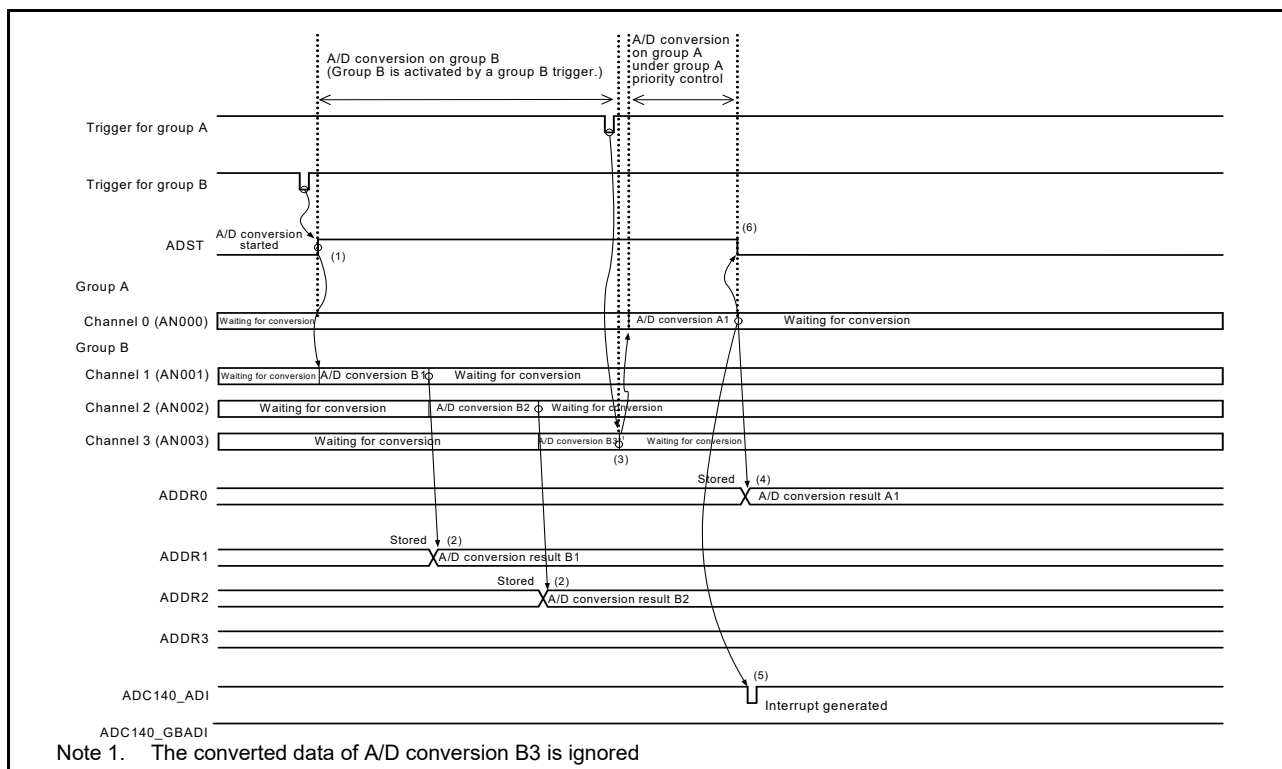 A/D conversion on group B
(Group B is activated by a group B trigger.)
A/D conversion
on group A
under group A
priority control
Trigger for group A
Trigger for group B
A/D conversion
started
ADST
(1)
(6)
Group A
Channel 0 (AN000)
Waiting for conversion
A/D conversion A1
Waiting for conversion
Group B
Channel 1 (AN001)
Waiting for conversion
A/D conversion B1
Waiting for conversion
Channel 2 (AN002)
Waiting for conversion
A/D conversion B2
Waiting for conversion
Channel 3 (AN003)
Waiting for conversion
A/D conversion B3*1
Waiting for conversion
(3)
ADDR0
Stored
(4)
A/D conversion result A1
ADDR1
Stored
(2)
A/D conversion result B1
ADDR2
Stored
(2)
A/D conversion result B2
ADDR3
ADC140_ADI
(5)
Interrupt generated
ADC140_GBADI
Note 1. The converted data of A/D conversion B3 is ignored